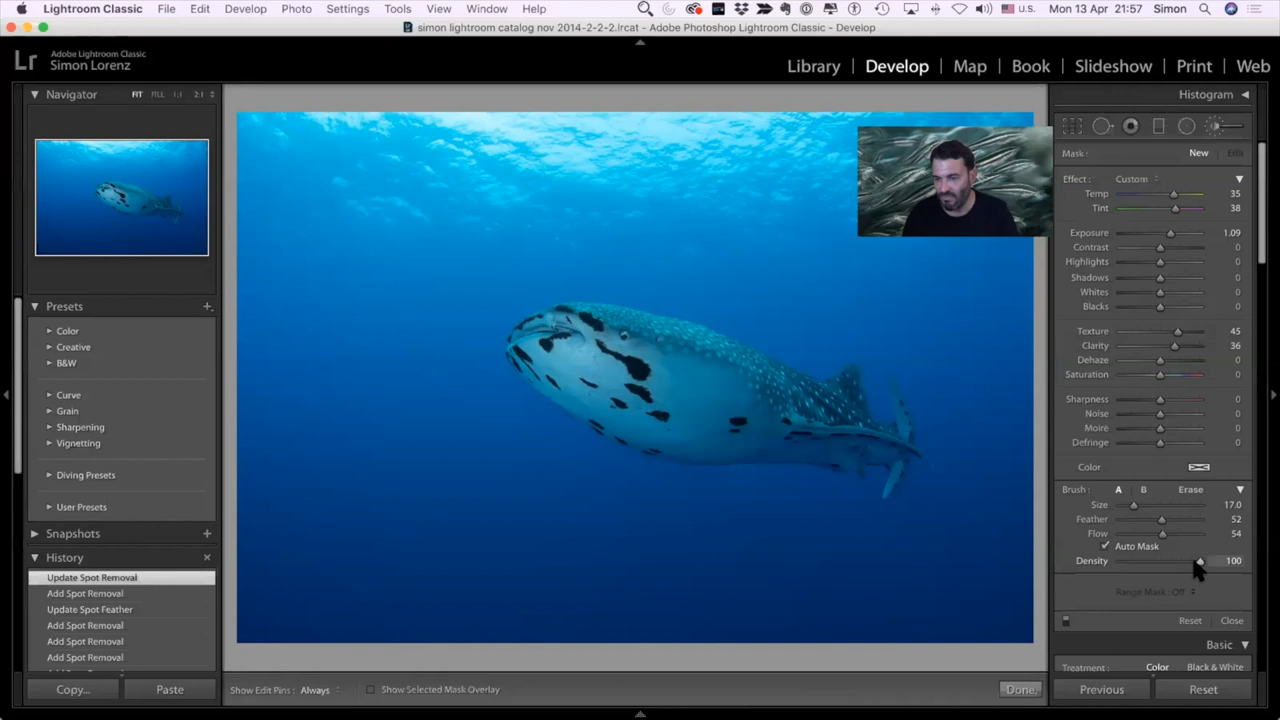 Lightroom Classic File Edit Develop Photo Settings Tools View Window Help U.S. Mon 13 Apr 21:57 Simon
simon lightroom catalog nov 2014-2-2-2.lrcat - Adobe Photoshop Lightroom Classic - Develop
Lr Adobe Lightroom Classic
Simon Lorenz
Library | Develop | Map | Book | Slideshow | Print | Web
Navigator FIT FILL 1:1 2:1
Presets +
Color
Creative
B&W
Curve
Grain
Sharpening
Vignetting
Diving Presets
User Presets
Snapshots +
History ×
Update Spot Removal
Add Spot Removal
Update Spot Feather
Add Spot Removal
Add Spot Removal
Add Spot Removal
Copy... Paste
Show Edit Pins: Always Show Selected Mask Overlay Done
Histogram
Mask: New Edit
Effect: Custom
Temp 35
Tint 38
Exposure 1.09
Contrast 0
Highlights 0
Shadows 0
Whites 0
Blacks 0
Texture 45
Clarity 36
Dehaze 0
Saturation 0
Sharpness 0
Noise 0
Moiré 0
Defringe 0
Color
Brush: A B Erase
Size 17.0
Feather 52
Flow 54
Auto Mask
Density 100
Range Mask: Off
Reset Close
Basic
Treatment: Color Black & White
Previous Reset